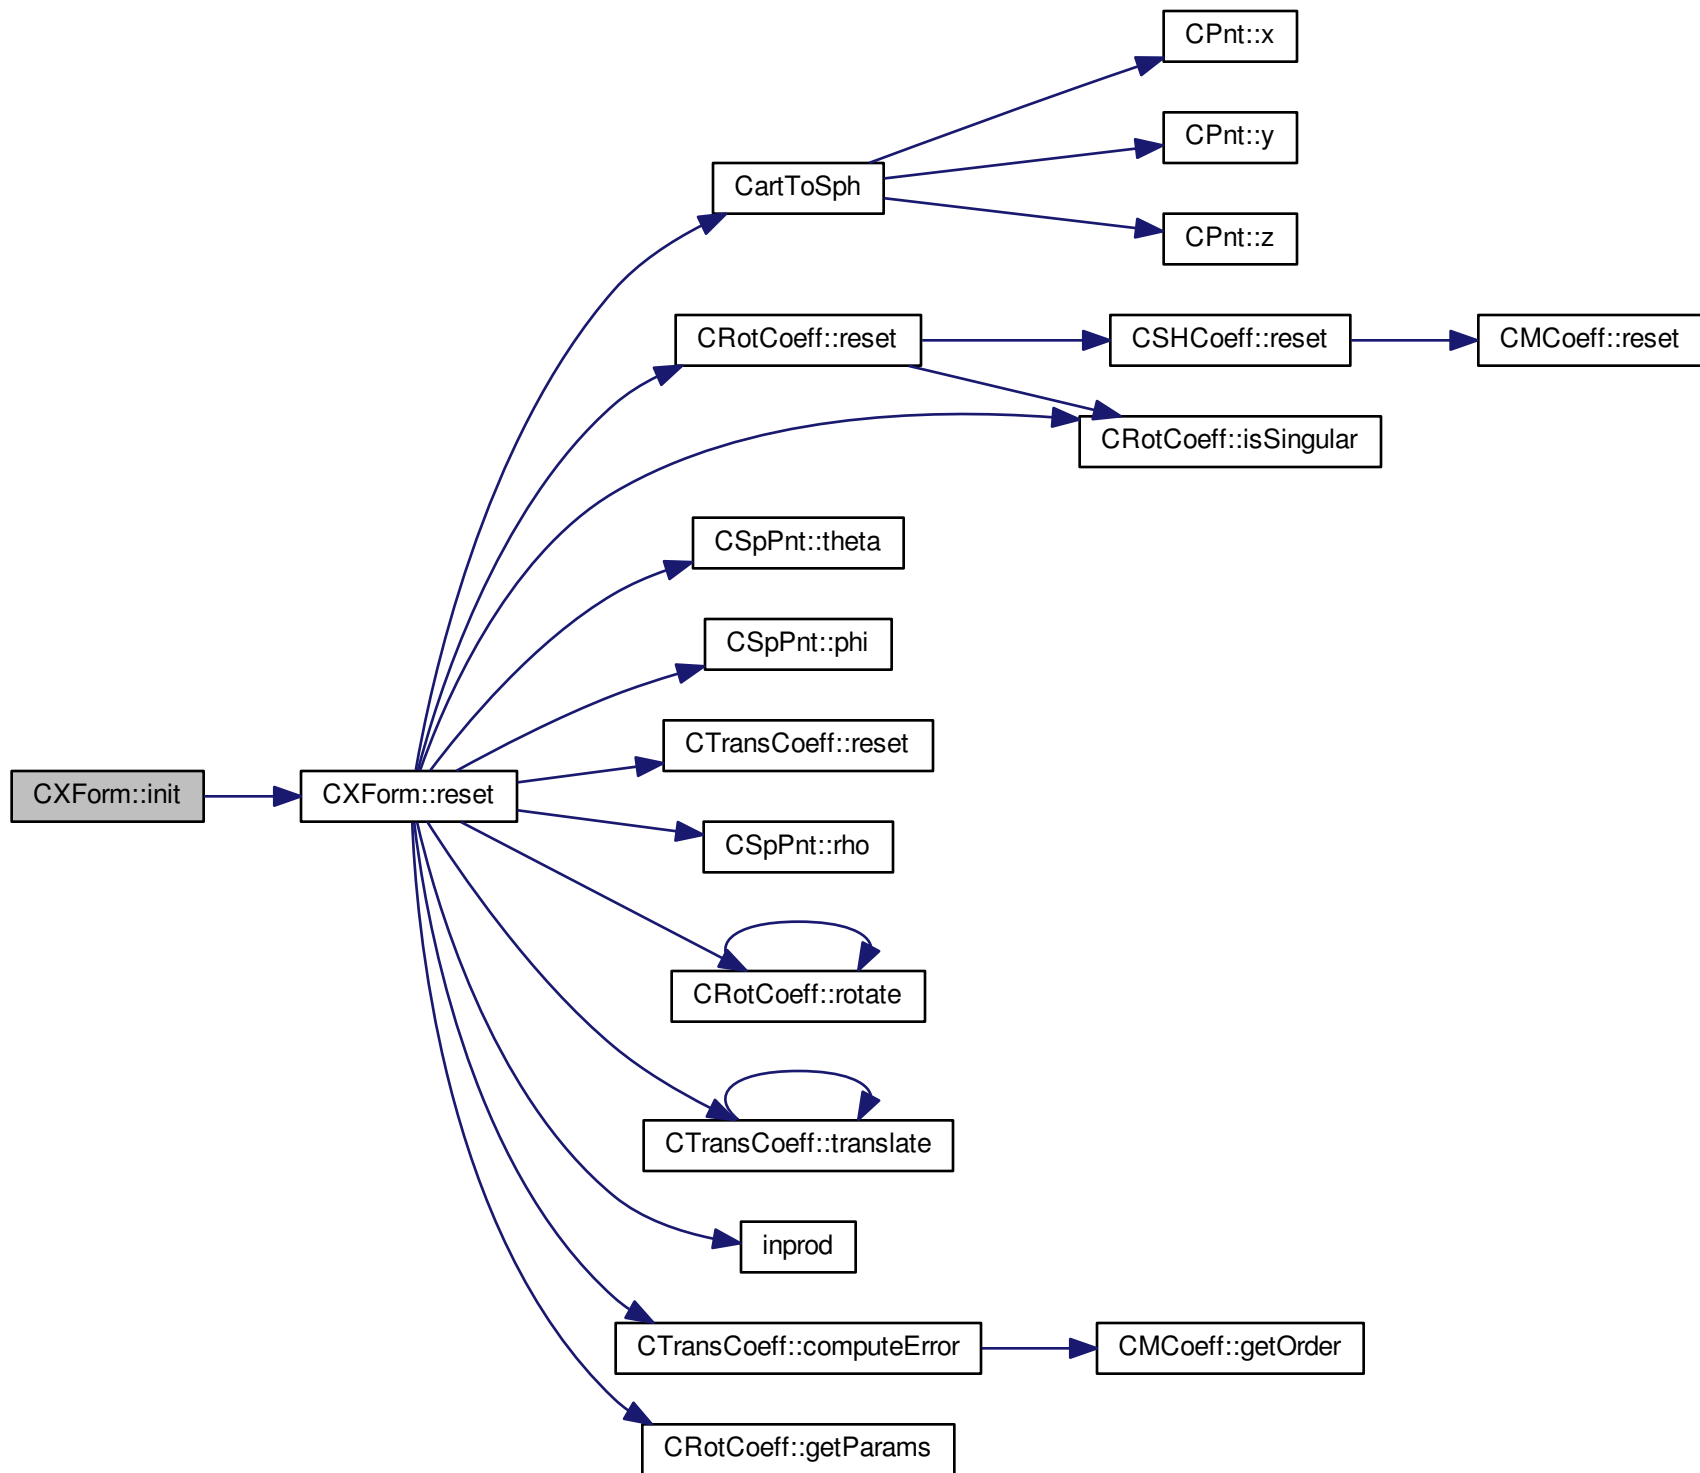 CPnt::x
CPnt::y
CartToSph
CPnt::z
CRotCoeff::reset
CSHCoeff::reset
CMCoeff::reset
CRotCoeff::isSingular
CSpPnt::theta
CSpPnt::phi
CTransCoeff::reset
CXForm::init
CXForm::reset
CSpPnt::rho
CRotCoeff::rotate
CTransCoeff::translate
inprod
CTransCoeff::computeError
CMCoeff::getOrder
CRotCoeff::getParams